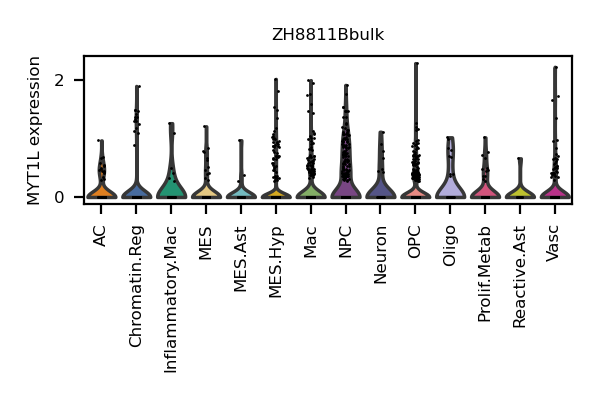 ZH8811Bbulk
MYT1L expression
2
0
AC
Chromatin.Reg
Inflammatory.Mac
MES
MES.Ast
MES.Hyp
Mac
NPC
Neuron
OPC
Oligo
Prolif.Metab
Reactive.Ast
Vasc